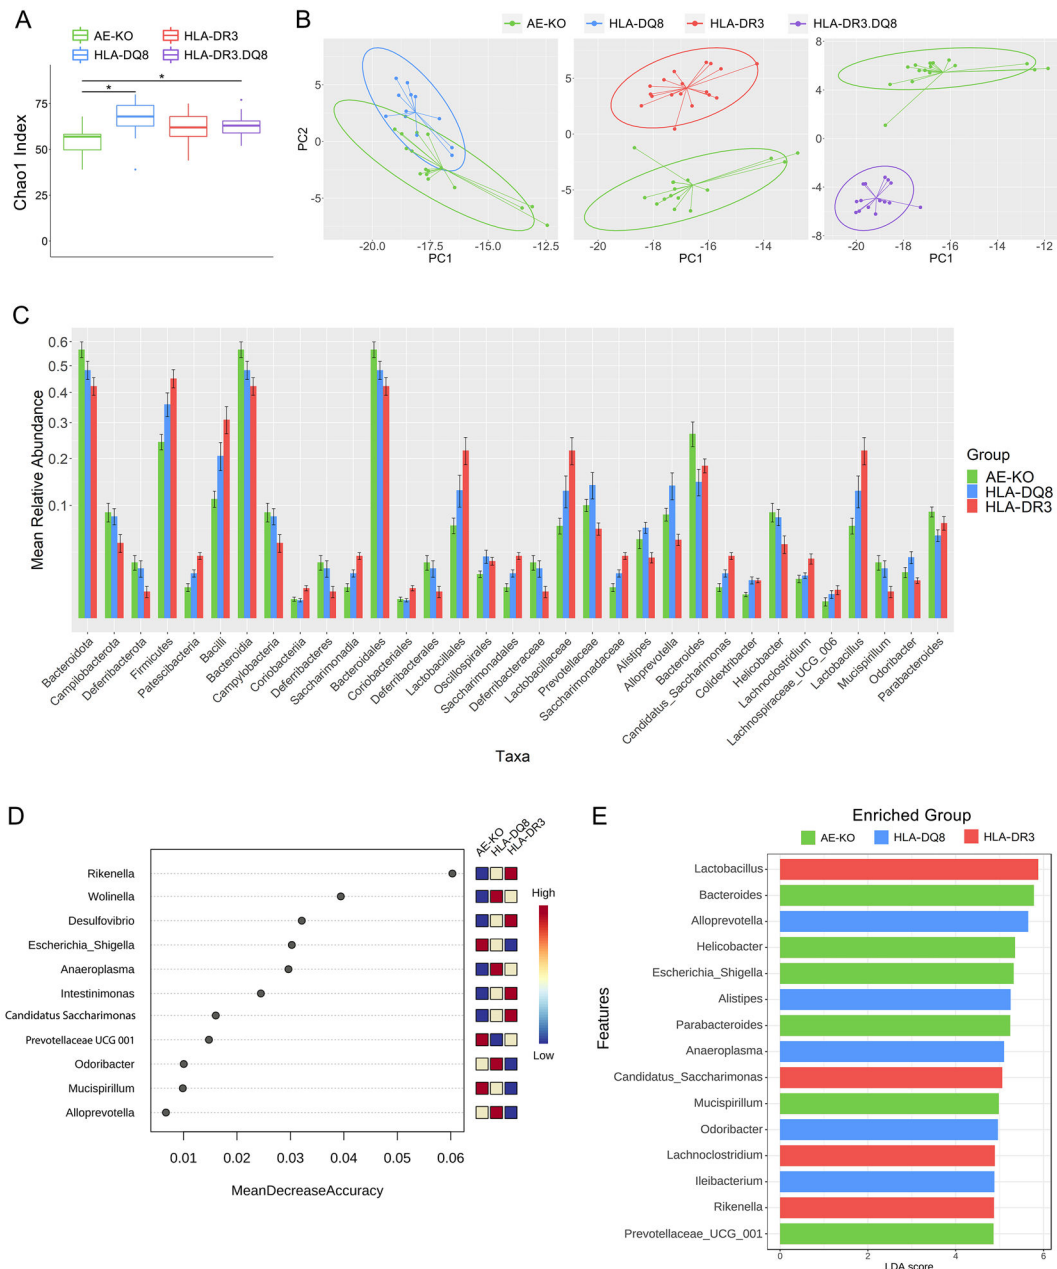 A
AE-KO HLA-DR3
HLA-DQ8 HLA-DR3.DQ8
*
*
Chao1 Index
75
50
25
0
B
AE-KO HLA-DQ8 HLA-DR3 HLA-DR3.DQ8
PC2
5
0
-5
-20.0 -17.5 -15.0 -12.5
PC1
5
0
-5
-20 -18 -16 -14
PC1
8
4
0
-4
-8
-20 -18 -16 -14 -12
PC1
C
Mean Relative Abundance
0.6
0.5
0.4
0.3
0.2
0.1
Bacteroidota
Campilobacterota
Deferribacterota
Firmicutes
Patescibacteria
Bacilli
Bacteroidia
Campylobacteria
Coriobacteriia
Deferribacteres
Saccharimonadia
Bacteroidales
Coriobacteriales
Deferribacterales
Lactobacillales
Oscillospirales
Saccharimonadales
Deferribacteraceae
Lactobacillaceae
Prevotellaceae
Saccharimonadaceae
Alistipes
Alloprevotella
Bacteroides
Candidatus_Saccharimonas
Colidextribacter
Helicobacter
Lachnoclostridium
Lachnospiraceae_UCG_006
Lactobacillus
Mucispirillum
Odoribacter
Parabacteroides
Taxa
Group
AE-KO
HLA-DQ8
HLA-DR3
D
AE-KO
HLA-DQ8
HLA-DR3
Rikenella
Wolinella
Desulfovibrio
Escherichia_Shigella
Anaeroplasma
Intestinimonas
Candidatus Saccharimonas
Prevotellaceae UCG 001
Odoribacter
Mucispirillum
Alloprevotella
High
Low
0.01 0.02 0.03 0.04 0.05 0.06
MeanDecreaseAccuracy
E
Enriched Group
AE-KO HLA-DQ8 HLA-DR3
Features
Lactobacillus
Bacteroides
Alloprevotella
Helicobacter
Escherichia_Shigella
Alistipes
Parabacteroides
Anaeroplasma
Candidatus_Saccharimonas
Mucispirillum
Odoribacter
Lachnoclostridium
Ileibacterium
Rikenella
Prevotellaceae_UCG_001
0 2 4 6
LDA score